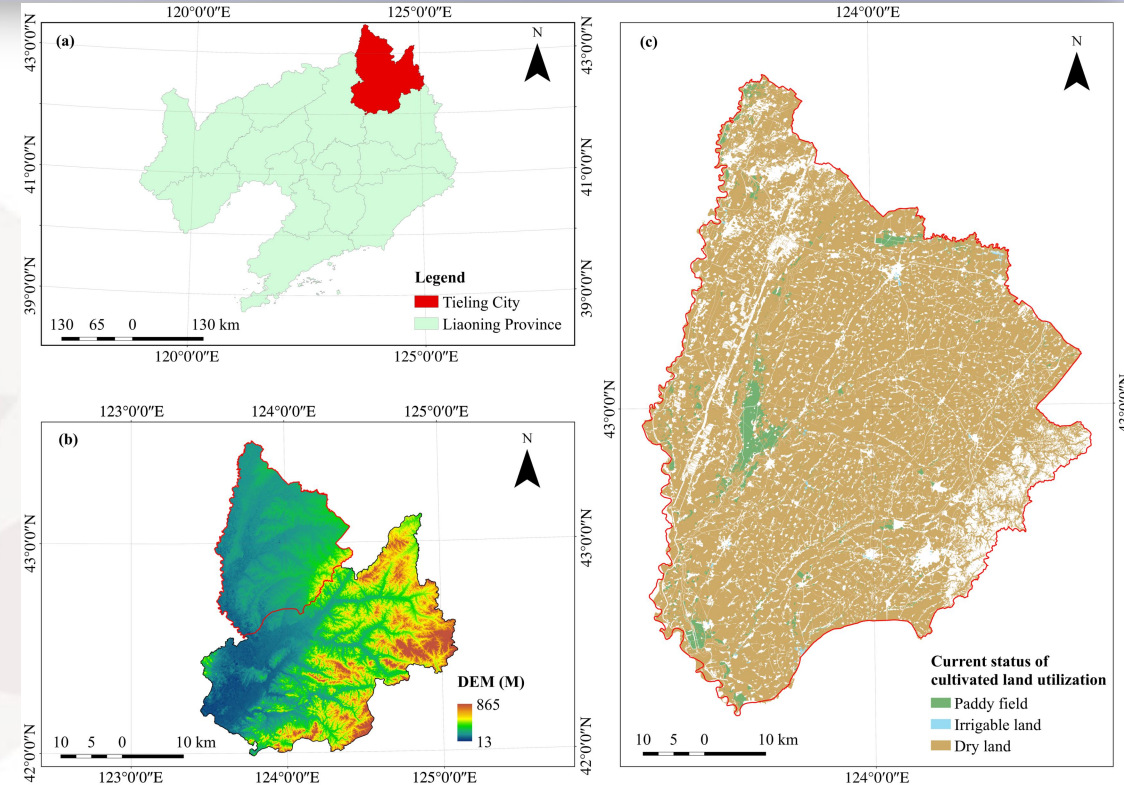 120°0′0″E 125°0′0″E
(a)
N
43°0′0″N
43°0′0″N
41°0′0″N
41°0′0″N
39°0′0″N
39°0′0″N
Legend
Tieling City
Liaoning Province
130 65 0 130 km
120°0′0″E 125°0′0″E
123°0′0″E 124°0′0″E 125°0′0″E
(b)
N
43°0′0″N
43°0′0″N
42°0′0″N
42°0′0″N
DEM (M)
865
13
10 5 0 10 km
123°0′0″E 124°0′0″E 125°0′0″E
124°0′0″E
(c)
N
43°0′0″N
Current status of
cultivated land utilization
Paddy field
Irrigable land
Dry land
10 5 0 10 km
124°0′0″E